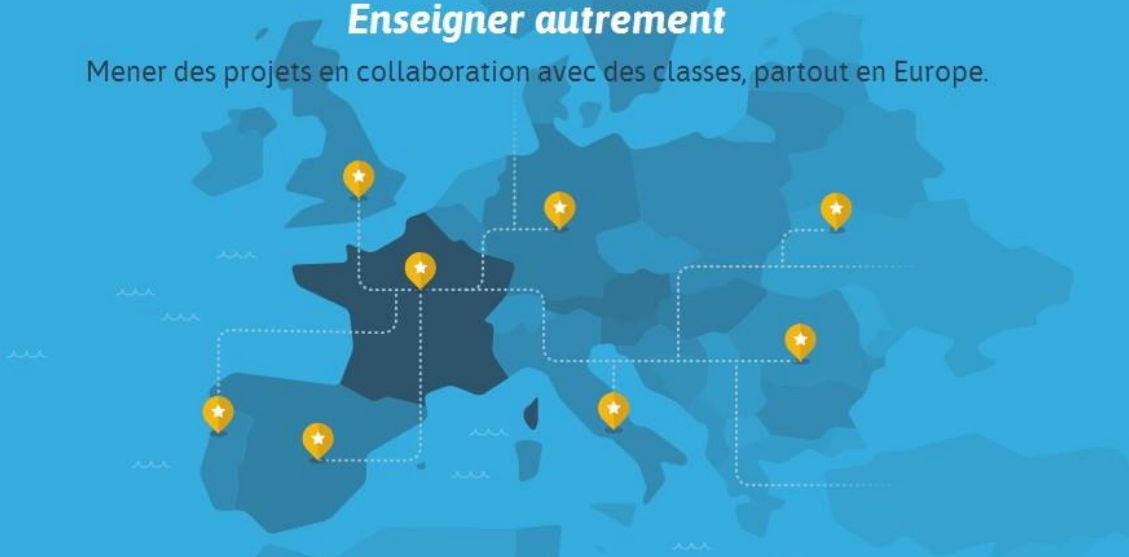 Enseigner autrement
Mener des projets en collaboration avec des classes, partout en Europe.